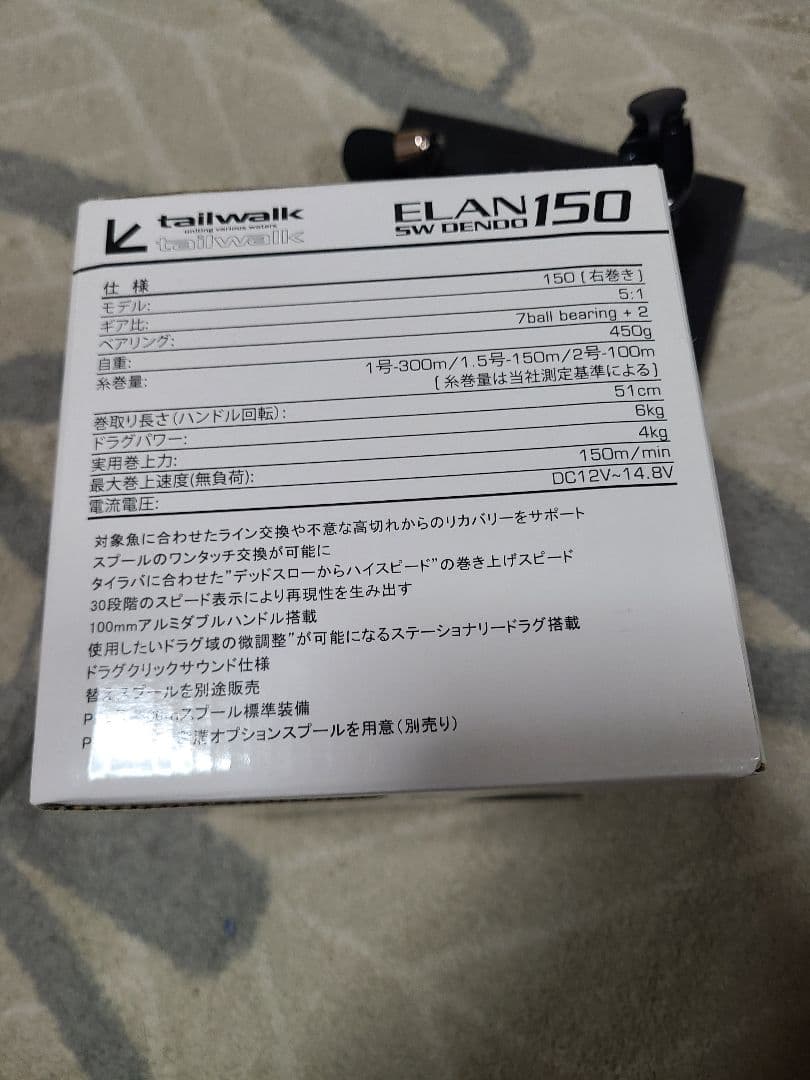 tailwalk
uniting various waters
tailwalk
ELAN 150
SW DENDO
仕 様
モデル: 150 [右巻き]
ギア比: 5:1
ベアリング: 7ball bearing + 2
自重: 450g
糸巻量: 1号-300m/1.5号-150m/2号-100m
[糸巻量は当社測定基準による]
巻取り長さ(ハンドル回転): 51cm
ドラグパワー: 6kg
実用巻上力: 4kg
最大巻上速度(無負荷): 150m/min
電流電圧: DC12V~14.8V
対象魚に合わせたライン交換や不意な高切れからのリカバリーをサポート
スプールのワンタッチ交換が可能に
タイラバに合わせた"デッドスローからハイスピード"の巻き上げスピード
30段階のスピード表示により再現性を生み出す
100mmアルミダブルハンドル搭載
使用したいドラグ域の微調整"が可能になるステーショナリードラグ搭載
ドラグクリックサウンド仕様
替えスプールを別途販売
スプール標準装備
溝オプションスプールを用意(別売り)